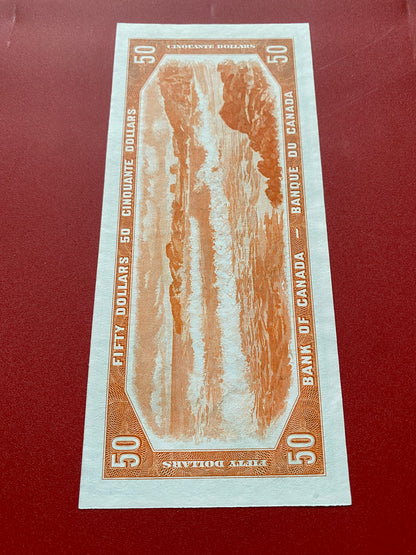 50
CINQUANTE DOLLARS
50
FIFTY DOLLARS 50 CINQUANTE DOLLARS
BANK OF CANADA — BANQUE DU CANADA
50
FIFTY DOLLARS
50